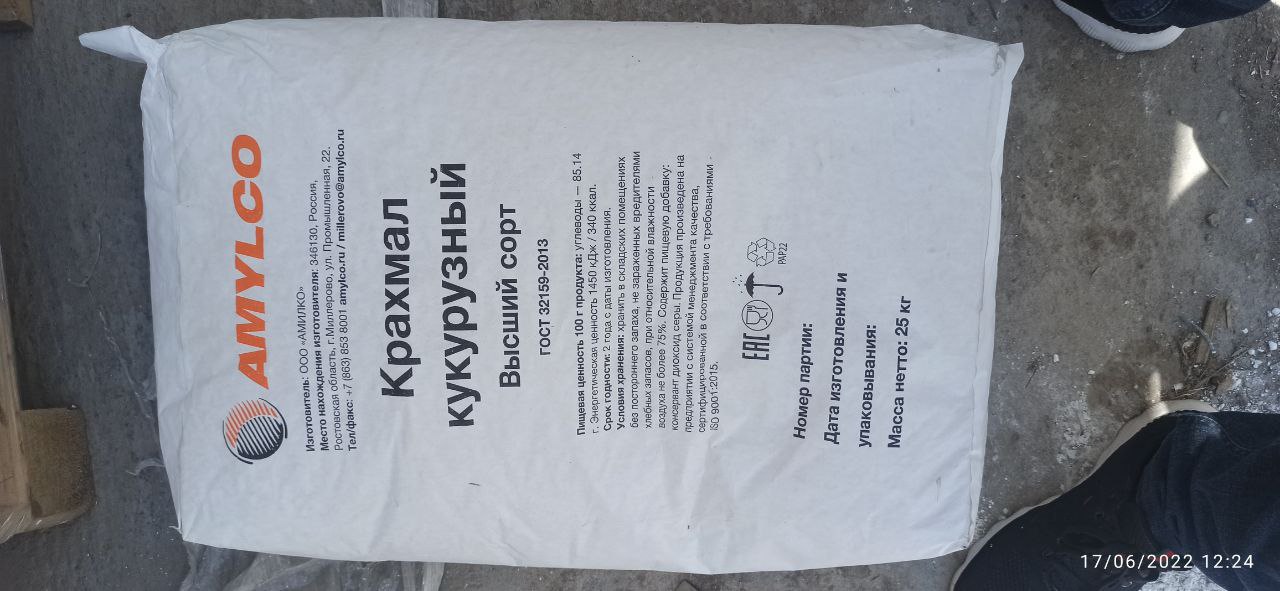 AMYLCO
Изготовитель: ООО «АМИЛКО»
Место нахождения изготовителя: 346130, Россия,
Ростовская область, г.Миллерово, ул. Промышленная, 22.
Тел/факс: +7 (863) 853 8001 amylco.ru / millerovo@amylco.ru
Крахмал
кукурузный
Высший сорт
ГОСТ 32159-2013
Пищевая ценность 100 г продукта: углеводы — 85.14
г. Энергетическая ценность 1450 кДж / 340 ккал.
Срок годности: 2 года с даты изготовления.
Условия хранения: хранить в складских помещениях
без постороннего запаха, не зараженных вредителями
хлебных запасов, при относительной влажности
воздуха не более 75%. Содержит пищевую добавку:
консервант диоксид серы. Продукция произведена на
предприятии с системой менеджмента качества,
сертифицированной в соответствии с требованиями
ISO 9001:2015.
EAC
PAP22
Номер партии:
Дата изготовления и
упаковывания:
Масса нетто: 25 кг
17/06/2022 12:24